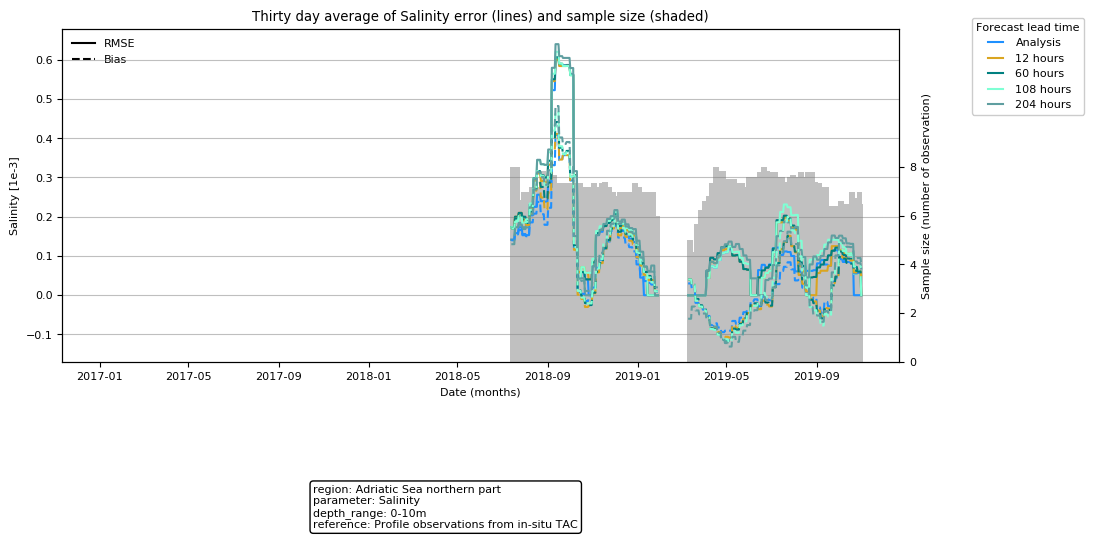 Thirty day average of Salinity error (lines) and sample size (shaded)
Forecast lead time
Analysis
12 hours
60 hours
108 hours
204 hours
RMSE
Bias
0.6
0.5
0.4
0.3
0.2
0.1
0.0
−0.1
Salinity [1e-3]
8
6
4
2
0
Sample size (number of observation)
2017-01
2017-05
2017-09
2018-01
2018-05
2018-09
2019-01
2019-05
2019-09
Date (months)
region: Adriatic Sea northern part
parameter: Salinity
depth_range: 0-10m
reference: Profile observations from in-situ TAC